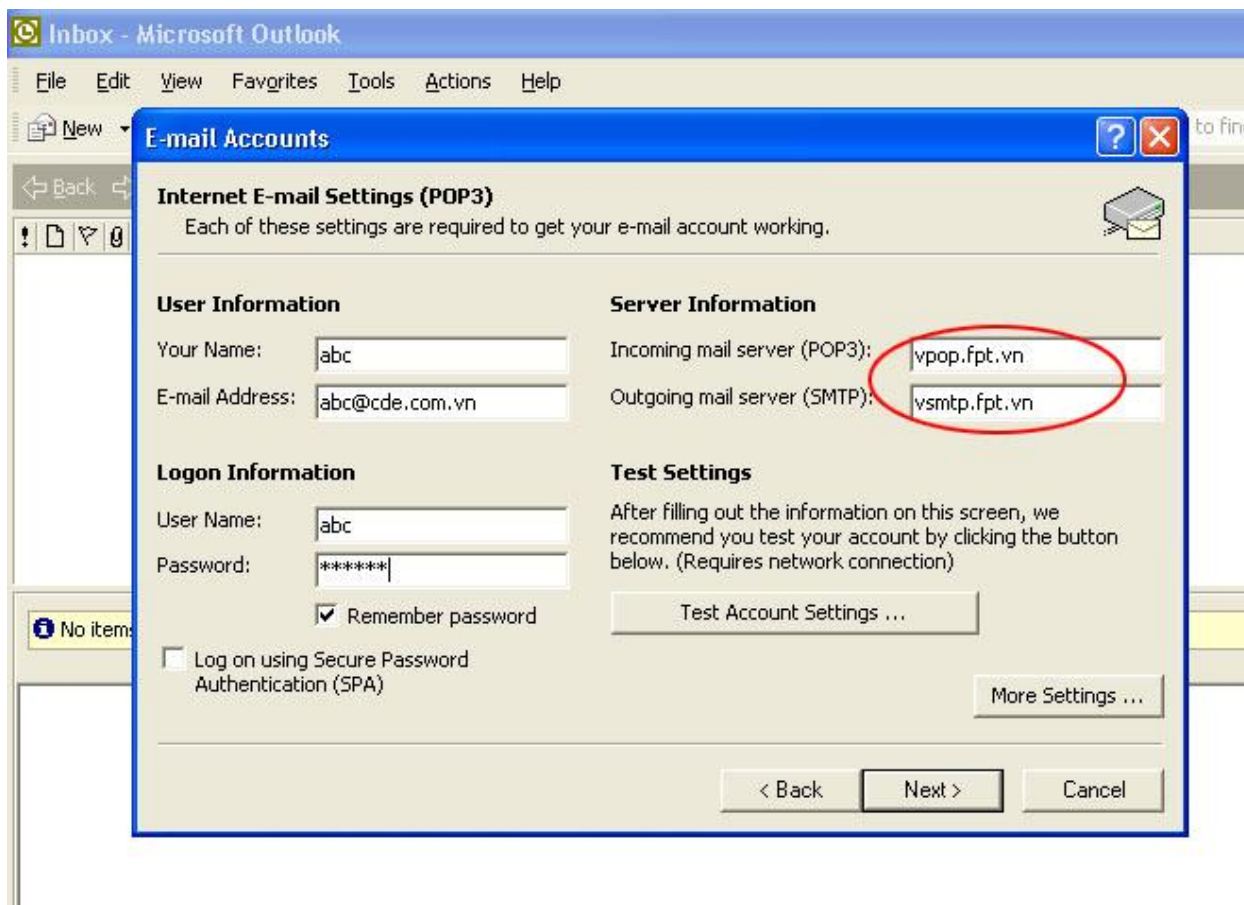 Inbox - Microsoft Outlook
File Edit View Favorites Tools Actions Help
New
to fin
E-mail Accounts
Back
Internet E-mail Settings (POP3)
Each of these settings are required to get your e-mail account working.
User Information
Your Name: abc
E-mail Address: abc@cde.com.vn
Server Information
Incoming mail server (POP3): vpop.fpt.vn
Outgoing mail server (SMTP): vsmtp.fpt.vn
Logon Information
User Name: abc
Password: ******
Remember password
Log on using Secure Password
Authentication (SPA)
Test Settings
After filling out the information on this screen, we
recommend you test your account by clicking the button
below. (Requires network connection)
Test Account Settings ...
More Settings ...
No items
< Back Next > Cancel